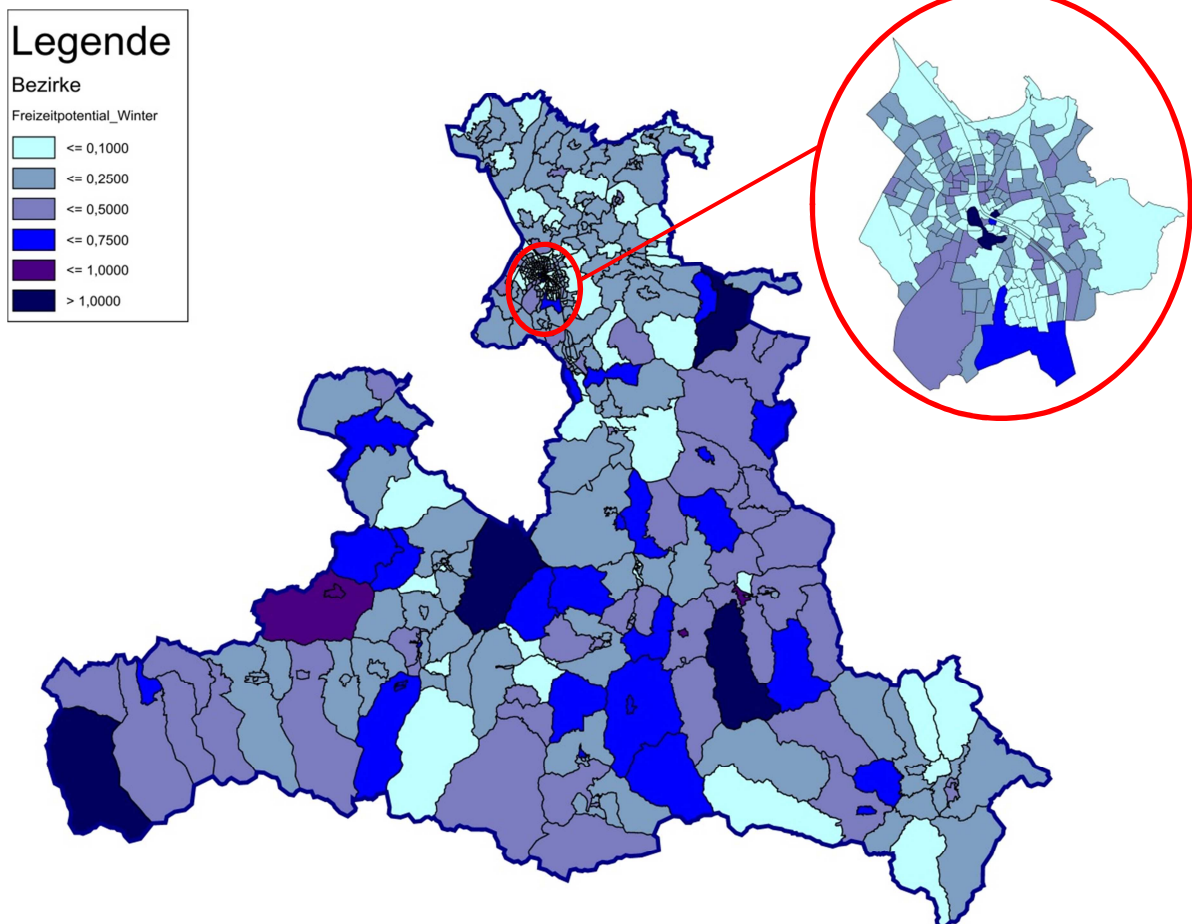 Legende
Bezirke
Freizeitpotential_Winter
<= 0,1000
<= 0,2500
<= 0,5000
<= 0,7500
<= 1,0000
> 1,0000